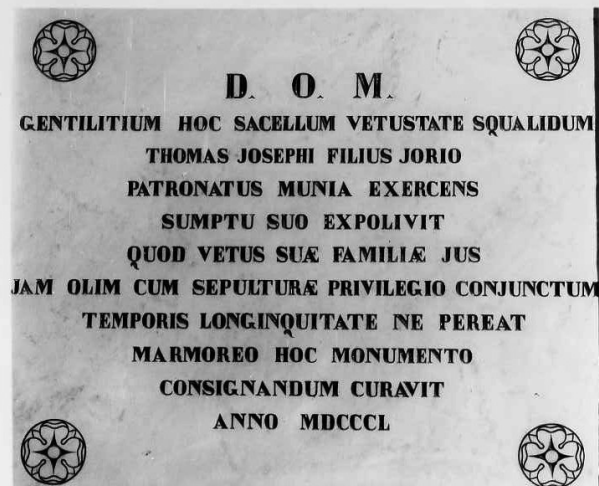 D. O. M.
GENTILITIUM HOC SACELLUM VETUSTATE SQUALIDUM
THOMAS JOSEPHI FILIUS JORIO
PATRONATUS MUNIA EXERCENS
SUMPTU SUO EXPOLIVIT
QUOD VETUS SUÆ FAMILIÆ JUS
JAM OLIM CUM SEPULTURÆ PRIVILEGIO CONJUNCTUM
TEMPORIS LONGINQUITATE NE PEREAT
MARMOREO HOC MONUMENTO
CONSIGNANDUM CURAVIT
ANNO MDCCCL